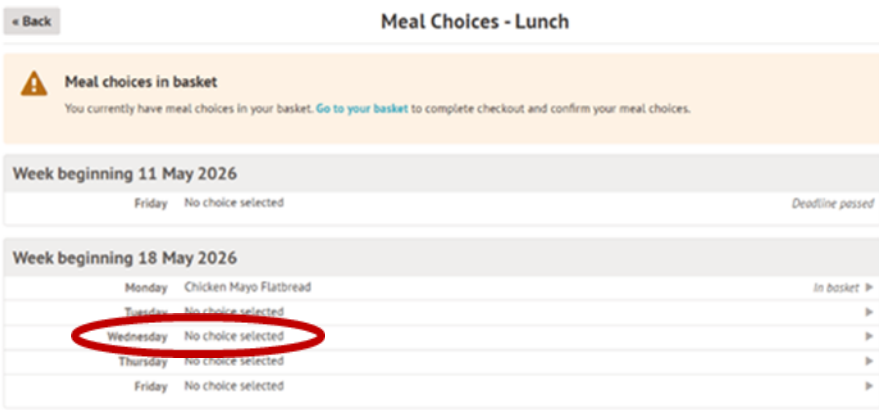 « Back
Meal Choices - Lunch
Meal choices in basket
You currently have meal choices in your basket. Go to your basket to complete checkout and confirm your meal choices.
Week beginning 11 May 2026
Friday No choice selected Deadline passed
Week beginning 18 May 2026
Monday Chicken Mayo Flatbread In basket ▶
Tuesday No choice selected ▶
Wednesday No choice selected ▶
Thursday No choice selected ▶
Friday No choice selected ▶